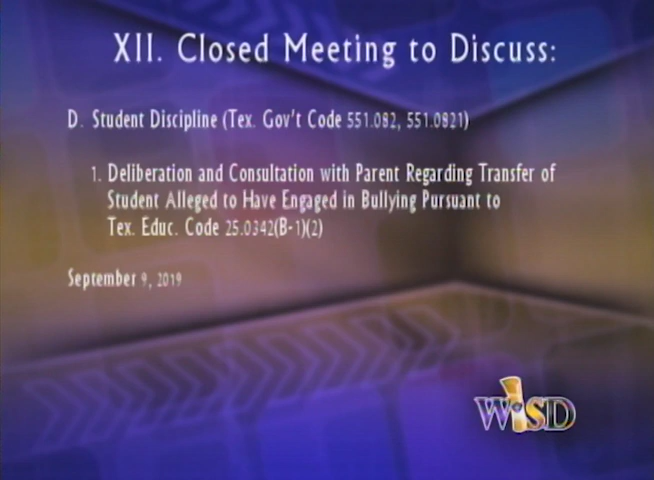 XII. Closed Meeting to Discuss:
D. Student Discipline (Tex. Gov't Code 551.082, 551.0821)
1. Deliberation and Consultation with Parent Regarding Transfer of
Student Alleged to Have Engaged in Bullying Pursuant to
Tex. Educ. Code 25.0342(B-1)(2)
September 9, 2019
WISD